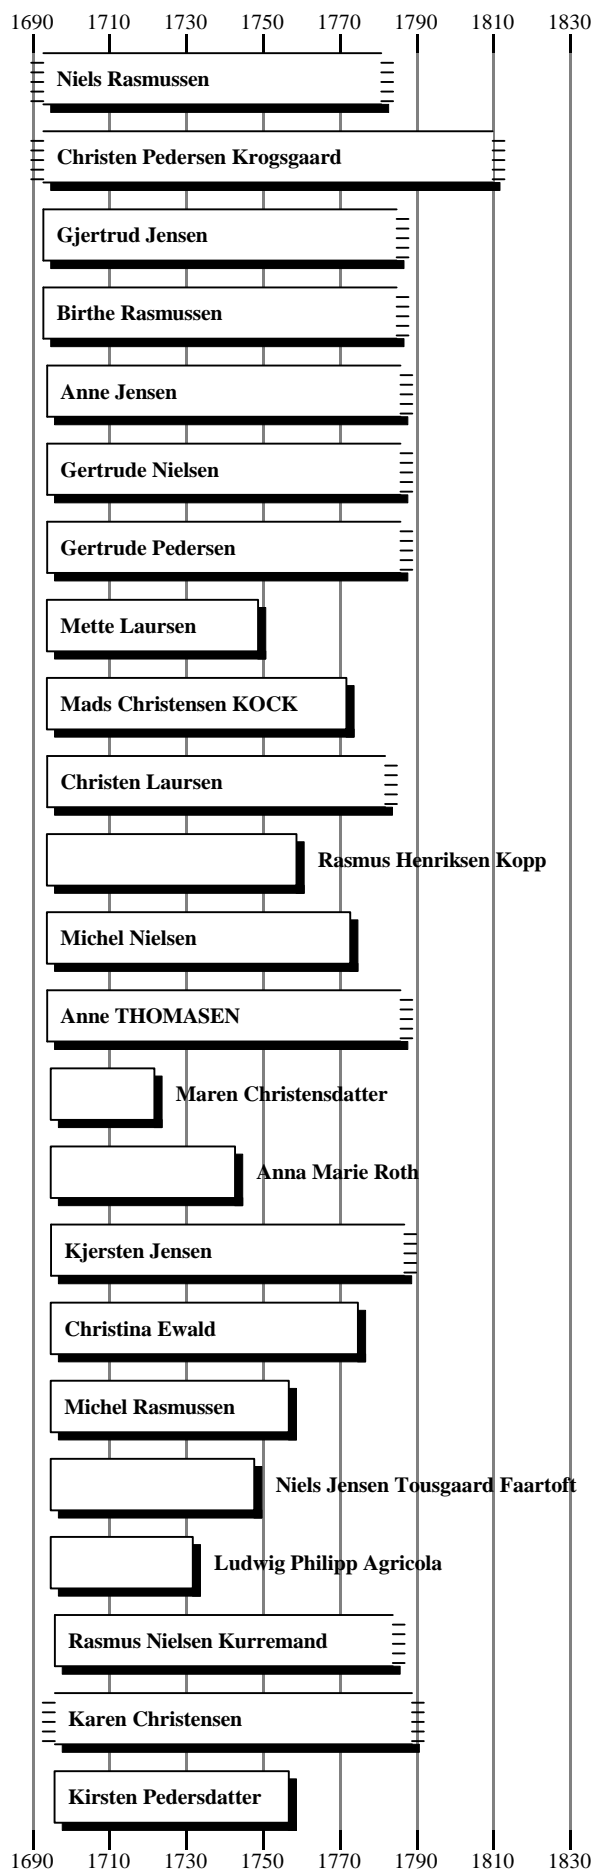 1690 1710 1730 1750 1770 1790 1810 1830
Niels Rasmussen
Christen Pedersen Krogsgaard
Gjertrud Jensen
Birthe Rasmussen
Anne Jensen
Gertrude Nielsen
Gertrude Pedersen
Mette Laursen
Mads Christensen KOCK
Christen Laursen
Rasmus Henriksen Kopp
Michel Nielsen
Anne THOMASEN
Maren Christensdatter
Anna Marie Roth
Kjersten Jensen
Christina Ewald
Michel Rasmussen
Niels Jensen Tousgaard Faartoft
Ludwig Philipp Agricola
Rasmus Nielsen Kurremand
Karen Christensen
Kirsten Pedersdatter
1690 1710 1730 1750 1770 1790 1810 1830